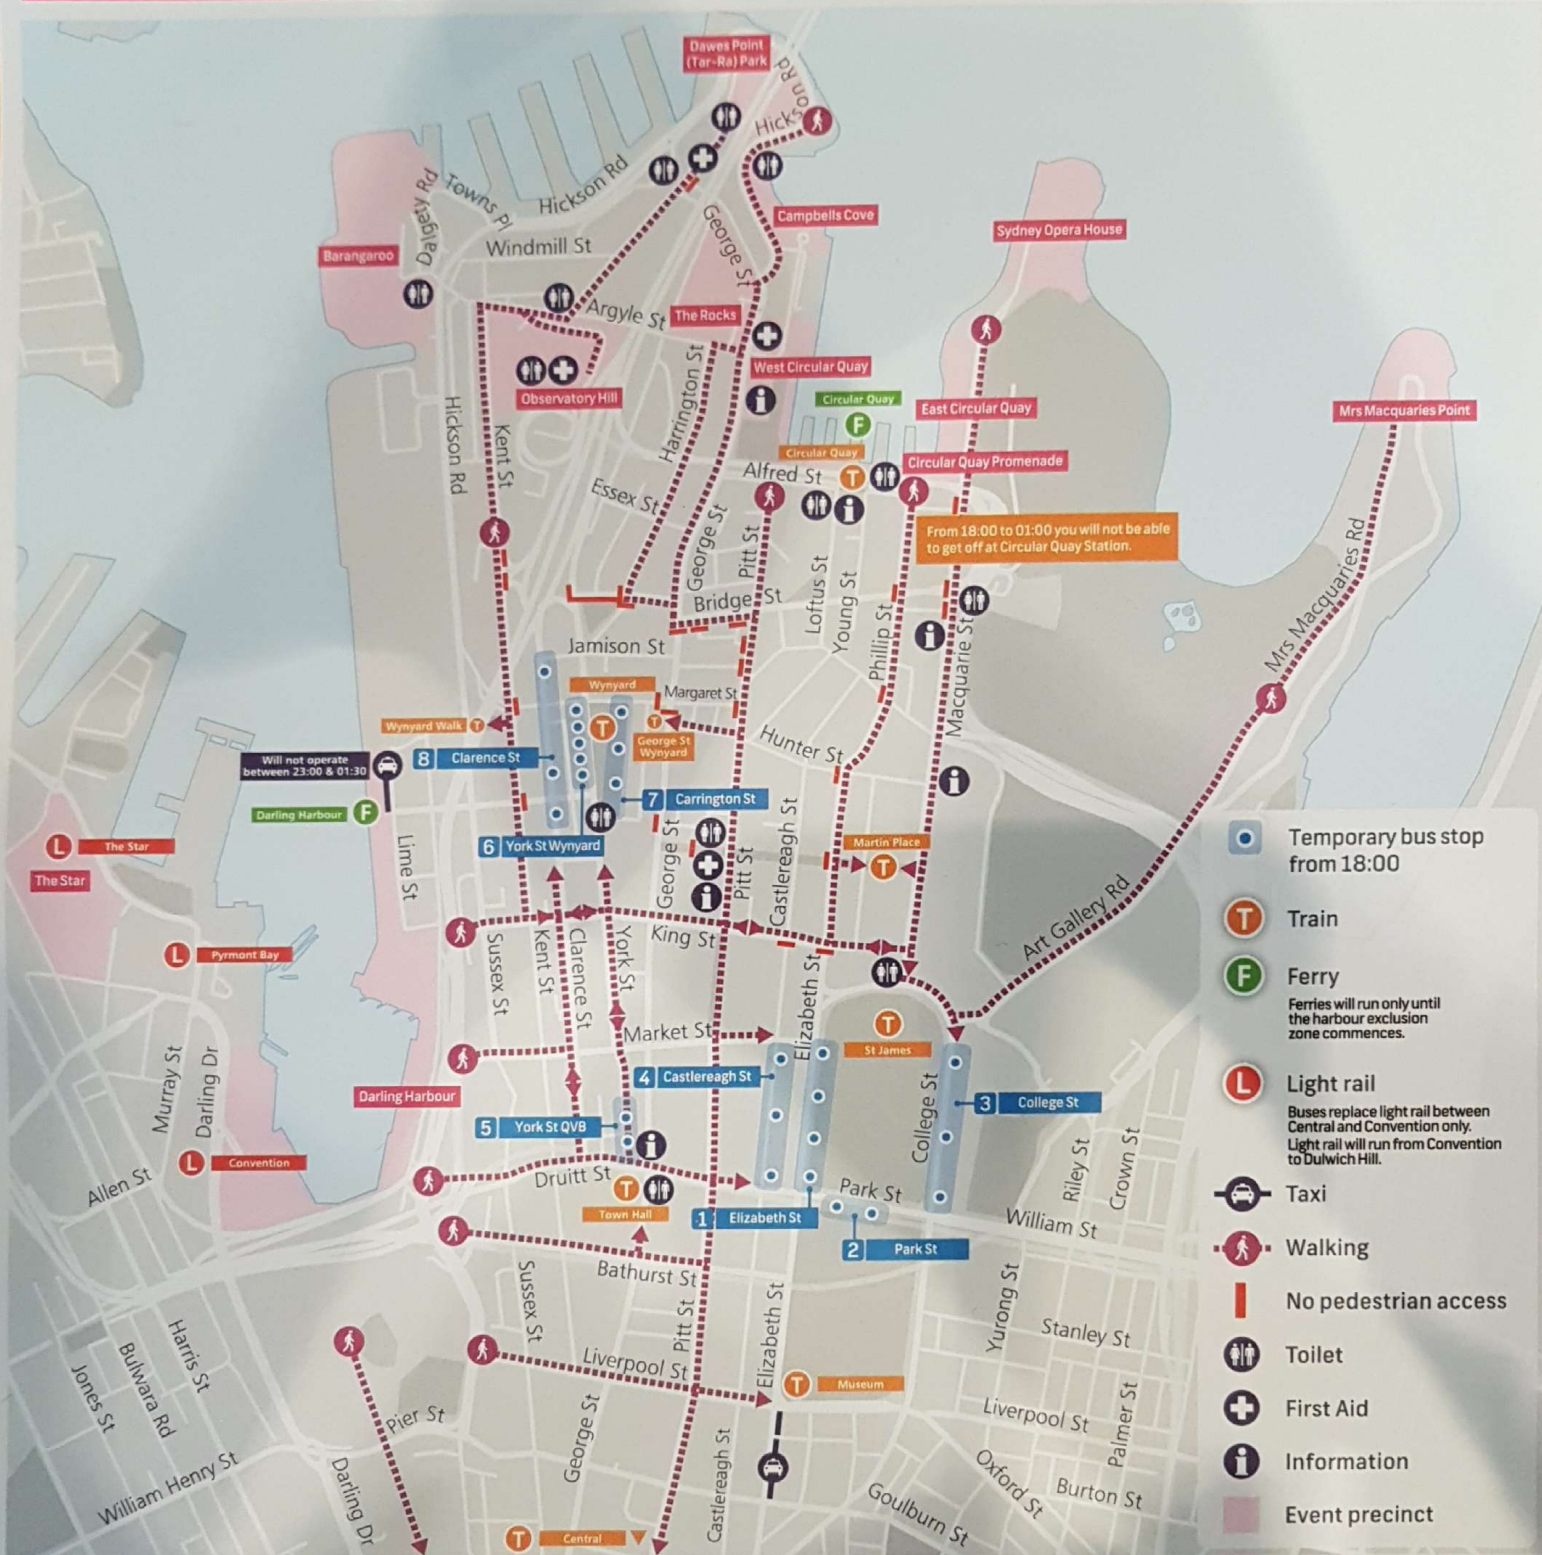 Dawes Point
(Tar-Ra) Park
Hickson Rd
Dalgety Rd
Towns Pl
Hickson Rd
Windmill St
George St
Campbells Cove
Sydney Opera House
Barangaroo
Argyle St
The Rocks
Observatory Hill
Harrington St
West Circular Quay
Circular Quay
F
East Circular Quay
Mrs Macquaries Point
Hickson Rd
Kent St
Essex St
George St
Circular Quay
Alfred St
T
Circular Quay Promenade
Pitt St
From 18:00 to 01:00 you will not be able
to get off at Circular Quay Station.
Mrs Macquaries Rd
Bridge St
Loftus St
Young St
Phillip St
Macquarie St
Jamison St
Wynyard
T
Margaret St
Wynyard Walk T
T
George St
Wynyard
Hunter St
Will not operate
between 23:00 & 01:30
8 Clarence St
7 Carrington St
Darling Harbour F
6 York St Wynyard
Lime St
George St
Pitt St
Castlereagh St
Martin Place
T
L The Star
The Star
Art Gallery Rd
L Pyrmont Bay
Sussex St
Kent St
Clarence St
York St
King St
Elizabeth St
Market St
T
St James
Murray St
Darling Dr
Darling Harbour
4 Castlereagh St
College St
3 College St
5 York St QVB
L Convention
Allen St
Druitt St
T
Town Hall
1 Elizabeth St
Park St
2 Park St
Riley St
Crown St
William St
Bathurst St
Sussex St
Pitt St
Elizabeth St
Yurong St
Stanley St
Harris St
Bulwara Rd
Jones St
Liverpool St
T Museum
Pier St
George St
Liverpool St
Palmer St
William Henry St
Darling Dr
Castlereagh St
Oxford St
Burton St
Goulburn St
T Central
Temporary bus stop
from 18:00
T Train
F Ferry
Ferries will run only until
the harbour exclusion
zone commences.
L Light rail
Buses replace light rail between
Central and Convention only.
Light rail will run from Convention
to Dulwich Hill.
Taxi
Walking
No pedestrian access
Toilet
First Aid
i Information
Event precinct